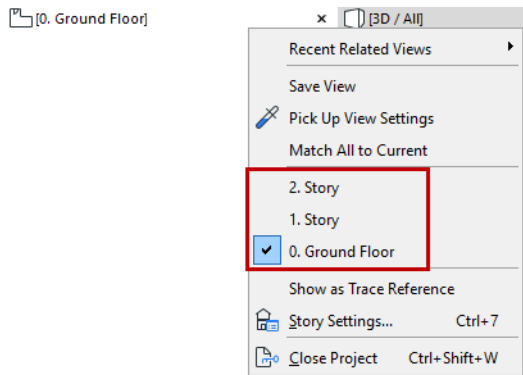 [0. Ground Floor] × [3D / All]
Recent Related Views
Save View
Pick Up View Settings
Match All to Current
2. Story
1. Story
0. Ground Floor
Show as Trace Reference
Story Settings... Ctrl+7
Close Project Ctrl+Shift+W